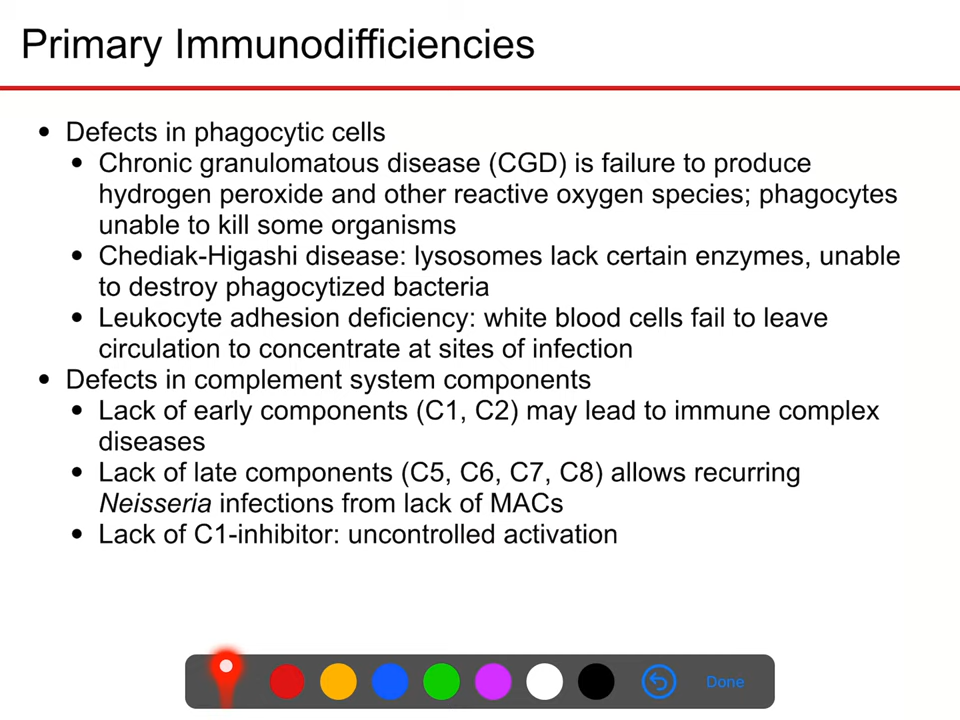 Primary Immunodifficiencies
• Defects in phagocytic cells
• Chronic granulomatous disease (CGD) is failure to produce
hydrogen peroxide and other reactive oxygen species; phagocytes
unable to kill some organisms
• Chediak-Higashi disease: lysosomes lack certain enzymes, unable
to destroy phagocytized bacteria
• Leukocyte adhesion deficiency: white blood cells fail to leave
circulation to concentrate at sites of infection
• Defects in complement system components
• Lack of early components (C1, C2) may lead to immune complex
diseases
• Lack of late components (C5, C6, C7, C8) allows recurring
Neisseria infections from lack of MACs
• Lack of C1-inhibitor: uncontrolled activation
Done